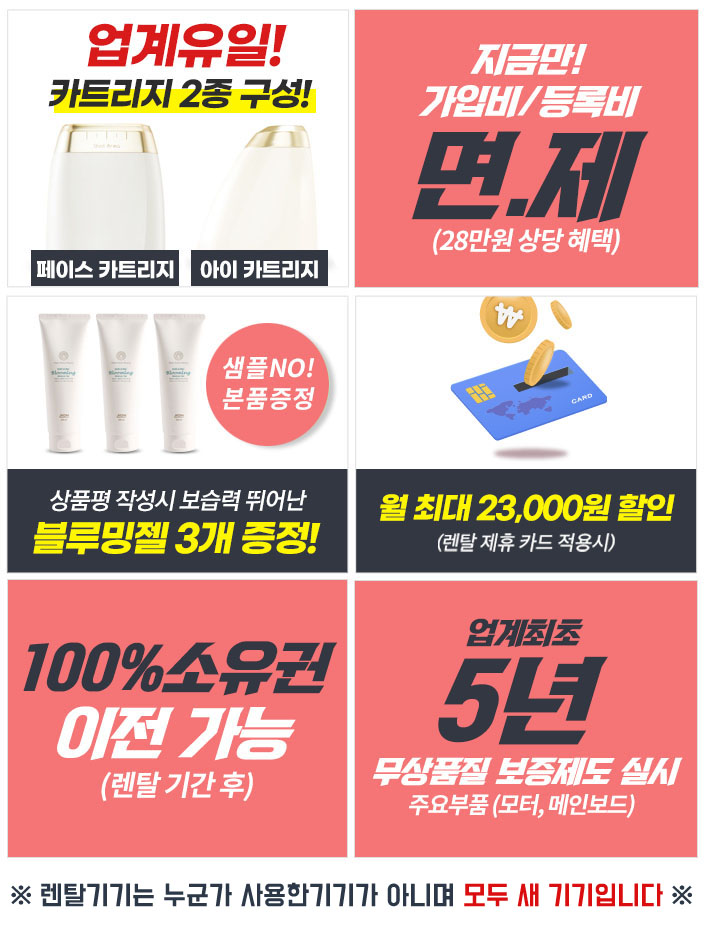 업계유일!
카트리지 2종 구성!
페이스 카트리지
아이 카트리지
지금만!
가입비/등록비
면.제
(28만원 상당 혜택)
Blooming
Blooming
Blooming
샘플NO!
본품증정
상품평 작성시 보습력 뛰어난
블루밍젤 3개 증정!
CARD
월 최대 23,000원 할인
(렌탈 제휴 카드 적용시)
100%소유권
이전 가능
(렌탈 기간 후)
업계최초
5년
무상품질 보증제도 실시
주요부품 (모터, 메인보드)
※ 렌탈기기는 누군가 사용한기기가 아니며 모두 새 기기입니다 ※